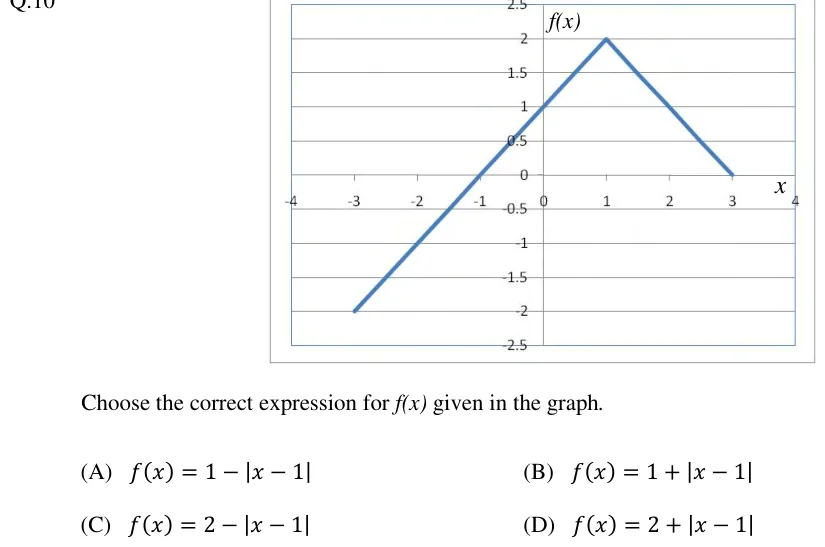 Q.10
2.5
f(x)
2
1.5
1
0.5
0
x
-4 -3 -2 -1 0 1 2 3 4
-0.5
-1
-1.5
-2
-2.5
Choose the correct expression for f(x) given in the graph.
(A) f(x) = 1 − |x − 1| (B) f(x) = 1 + |x − 1|
(C) f(x) = 2 − |x − 1| (D) f(x) = 2 + |x − 1|